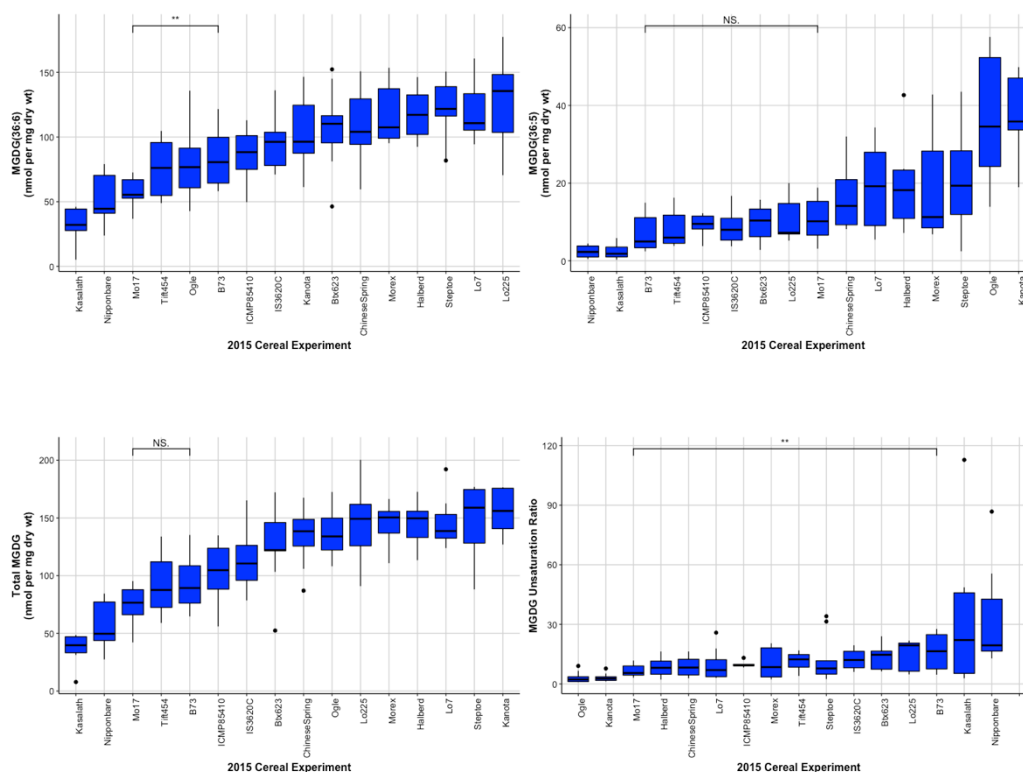 **
MGDG(36:6)
(nmol per mg dry wt)
150
100
50
0
Kasalath
Nipponbare
Mo17
Tift454
Ogle
B73
ICMP85410
IS3620C
Kanota
Btx623
ChineseSpring
Morex
Halberd
Steptoe
Lo7
Lo225
2015 Cereal Experiment
NS.
MGDG(36:5)
(nmol per mg dry wt)
60
40
20
0
Nipponbare
Kasalath
B73
Tift454
ICMP85410
IS3620C
Btx623
Lo225
Mo17
ChineseSpring
Lo7
Halberd
Morex
Steptoe
Ogle
Kanota
2015 Cereal Experiment
NS.
Total MGDG
(nmol per mg dry wt)
200
150
100
50
0
Kasalath
Nipponbare
Mo17
Tift454
B73
ICMP85410
IS3620C
Btx623
ChineseSpring
Ogle
Lo225
Morex
Halberd
Lo7
Steptoe
Kanota
2015 Cereal Experiment
**
MGDG Unsaturation Ratio
120
90
60
30
0
Ogle
Kanota
Mo17
Halberd
ChineseSpring
Lo7
ICMP85410
Morex
Tift454
Steptoe
IS3620C
Btx623
Lo225
B73
Kasalath
Nipponbare
2015 Cereal Experiment